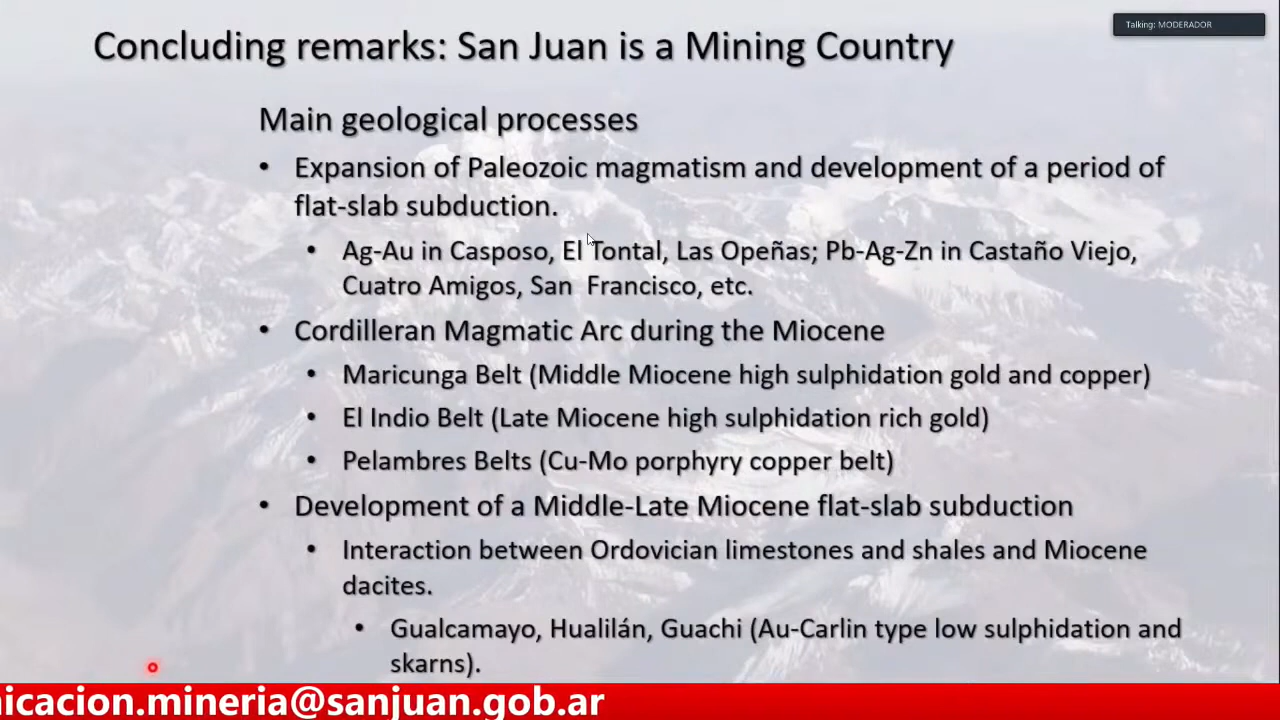 Talking: MODERADOR
Concluding remarks: San Juan is a Mining Country
Main geological processes
• Expansion of Paleozoic magmatism and development of a period of
flat-slab subduction.
• Ag-Au in Casposo, El Tontal, Las Opeñas; Pb-Ag-Zn in Castaño Viejo,
Cuatro Amigos, San Francisco, etc.
• Cordilleran Magmatic Arc during the Miocene
• Maricunga Belt (Middle Miocene high sulphidation gold and copper)
• El Indio Belt (Late Miocene high sulphidation rich gold)
• Pelambres Belts (Cu-Mo porphyry copper belt)
• Development of a Middle-Late Miocene flat-slab subduction
• Interaction between Ordovician limestones and shales and Miocene
dacites.
• Gualcamayo, Hualilán, Guachi (Au-Carlin type low sulphidation and
skarns).
nicacion.mineria@sanjuan.gob.ar